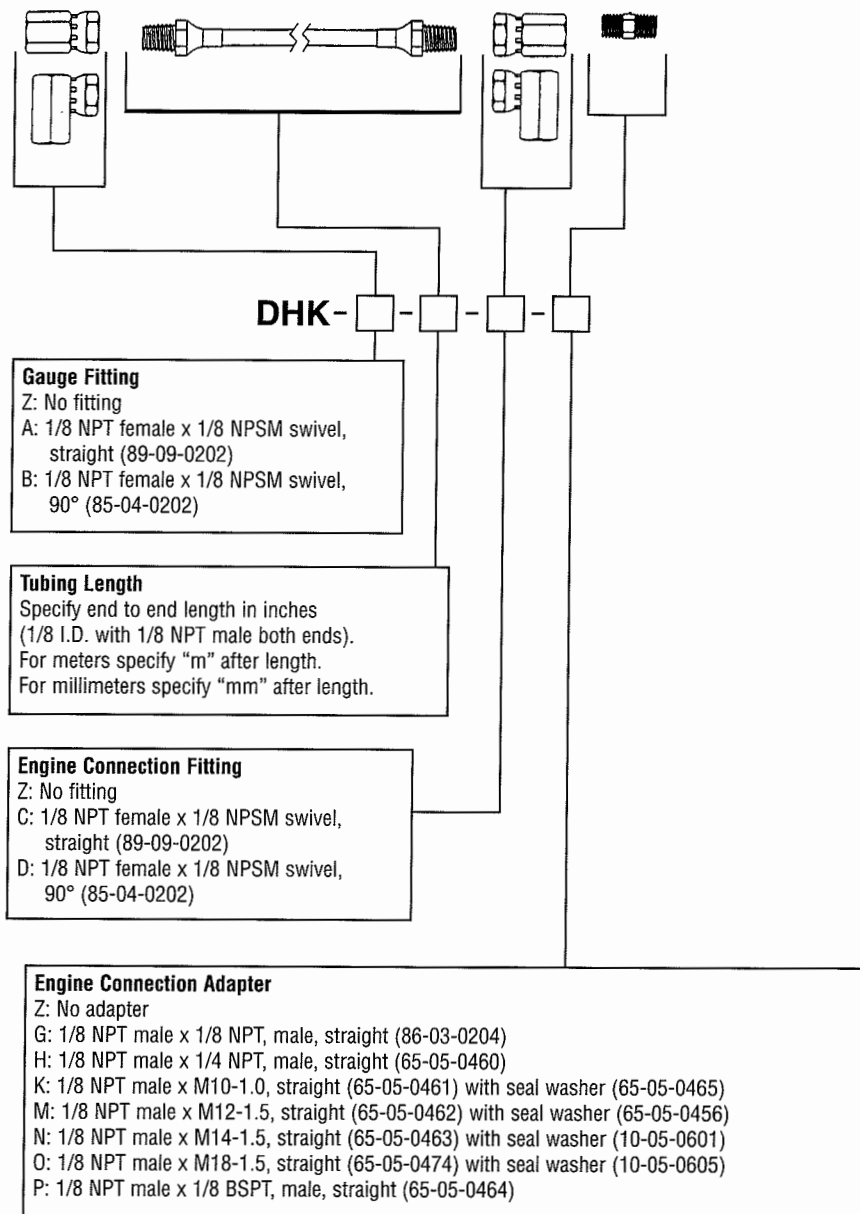 DHK- - - -
Gauge Fitting
Z: No fitting
A: 1/8 NPT female x 1/8 NPSM swivel,
straight (89-09-0202)
B: 1/8 NPT female x 1/8 NPSM swivel,
90° (85-04-0202)
Tubing Length
Specify end to end length in inches
(1/8 I.D. with 1/8 NPT male both ends).
For meters specify “m” after length.
For millimeters specify “mm” after length.
Engine Connection Fitting
Z: No fitting
C: 1/8 NPT female x 1/8 NPSM swivel,
straight (89-09-0202)
D: 1/8 NPT female x 1/8 NPSM swivel,
90° (85-04-0202)
Engine Connection Adapter
Z: No adapter
G: 1/8 NPT male x 1/8 NPT, male, straight (86-03-0204)
H: 1/8 NPT male x 1/4 NPT, male, straight (65-05-0460)
K: 1/8 NPT male x M10-1.0, straight (65-05-0461) with seal washer (65-05-0465)
M: 1/8 NPT male x M12-1.5, straight (65-05-0462) with seal washer (65-05-0456)
N: 1/8 NPT male x M14-1.5, straight (65-05-0463) with seal washer (10-05-0601)
O: 1/8 NPT male x M18-1.5, straight (65-05-0474) with seal washer (10-05-0605)
P: 1/8 NPT male x 1/8 BSPT, male, straight (65-05-0464)